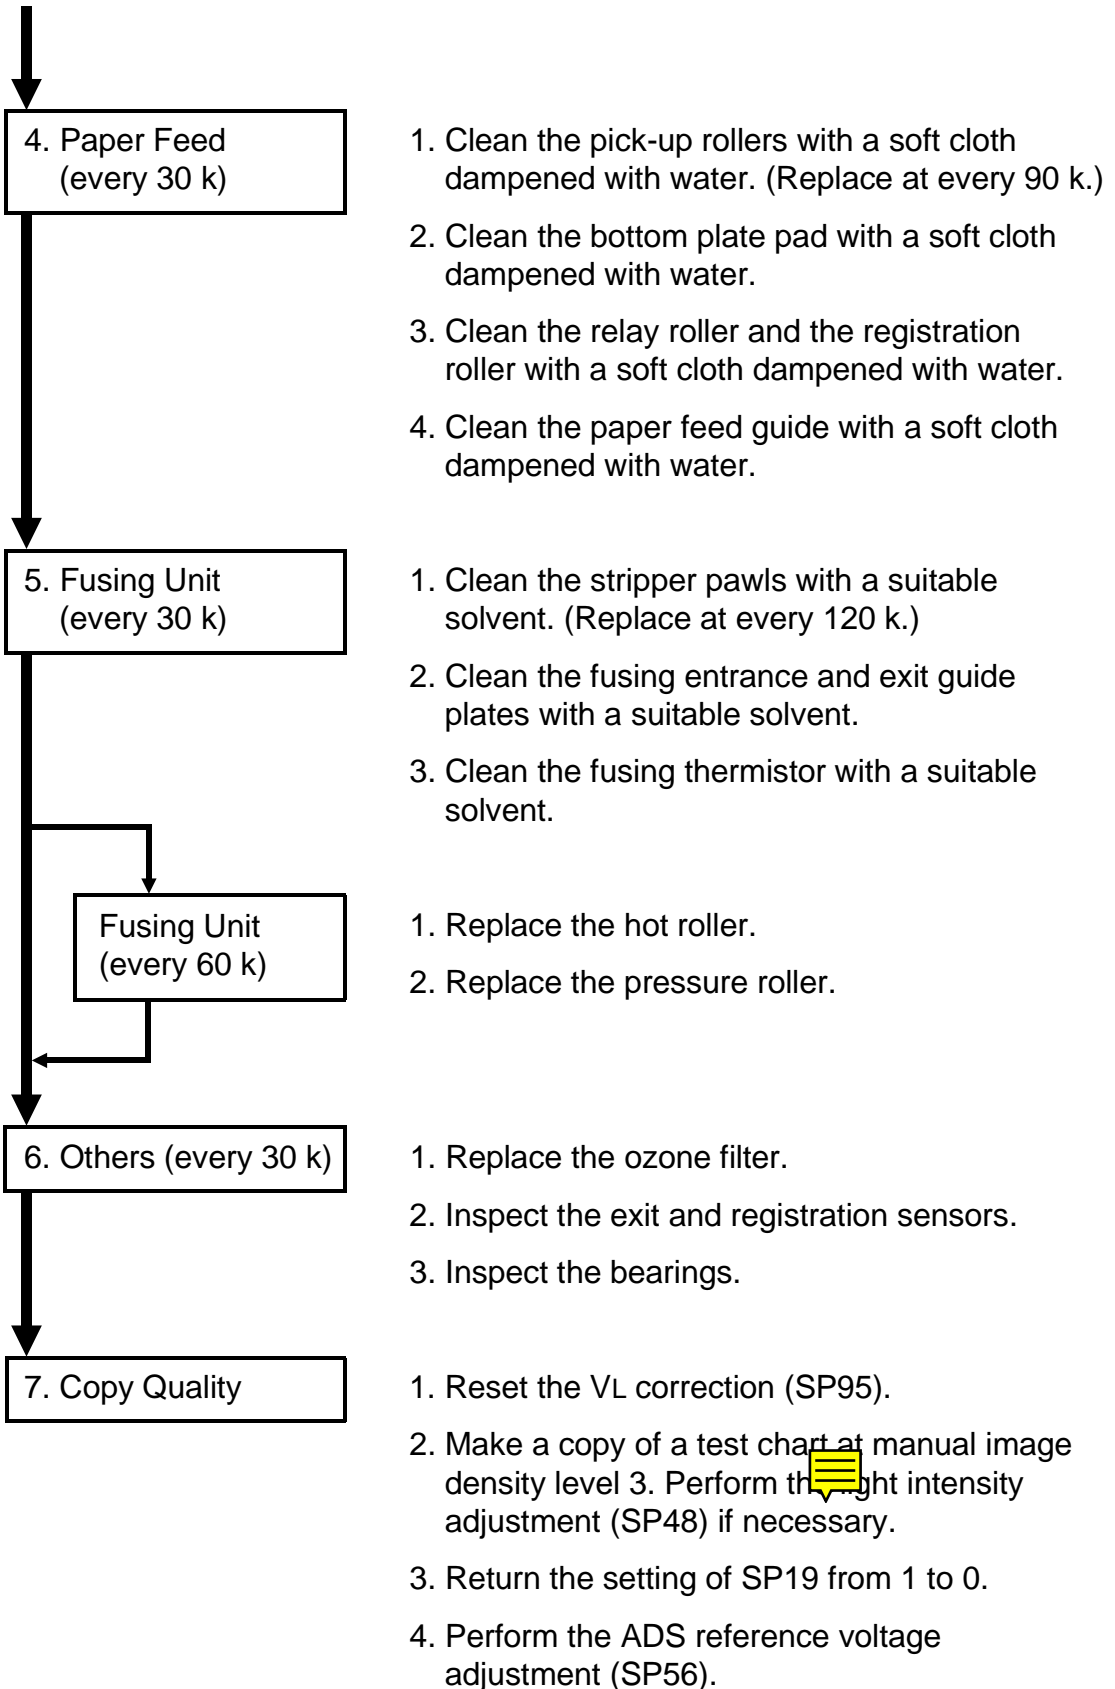 4. Paper Feed
(every 30 k)
1. Clean the pick-up rollers with a soft cloth
dampened with water. (Replace at every 90 k.)
2. Clean the bottom plate pad with a soft cloth
dampened with water.
3. Clean the relay roller and the registration
roller with a soft cloth dampened with water.
4. Clean the paper feed guide with a soft cloth
dampened with water.
5. Fusing Unit
(every 30 k)
1. Clean the stripper pawls with a suitable
solvent. (Replace at every 120 k.)
2. Clean the fusing entrance and exit guide
plates with a suitable solvent.
3. Clean the fusing thermistor with a suitable
solvent.
Fusing Unit
(every 60 k)
1. Replace the hot roller.
2. Replace the pressure roller.
6. Others (every 30 k)
1. Replace the ozone filter.
2. Inspect the exit and registration sensors.
3. Inspect the bearings.
7. Copy Quality
1. Reset the VL correction (SP95).
2. Make a copy of a test chart at manual image
density level 3. Perform intensity
adjustment (SP48) if necessary.
3. Return the setting of SP19 from 1 to 0.
4. Perform the ADS reference voltage
adjustment (SP56).